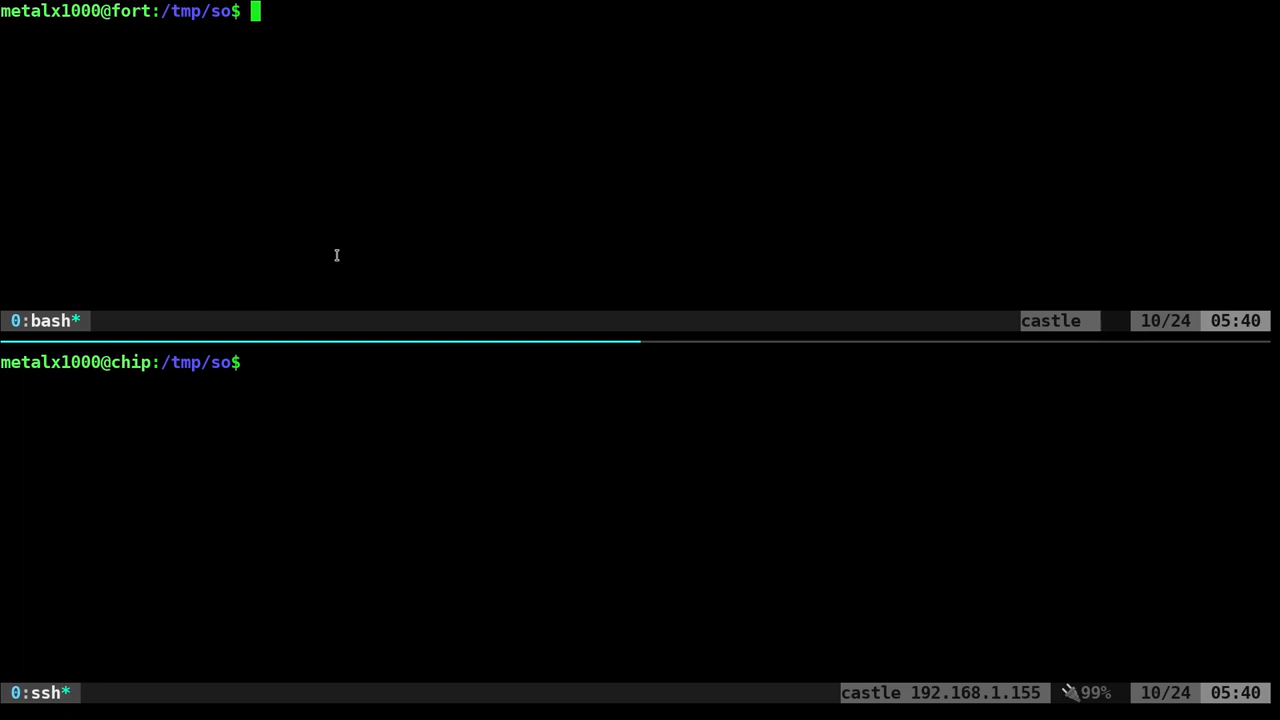 metalx1000@fort:/tmp/so$
0:bash* castle 10/24 05:40
metalx1000@chip:/tmp/so$
0:ssh* castle 192.168.1.155 🔌99% 10/24 05:40